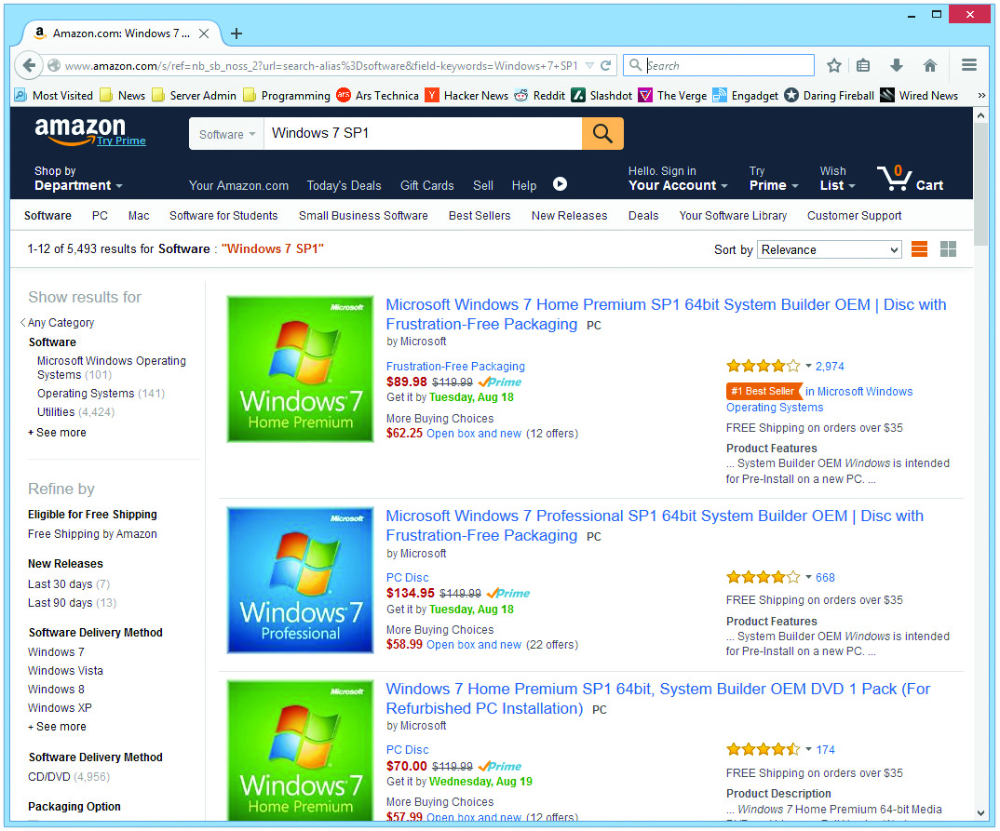 Amazon.com: Windows 7 ...
www.amazon.com/s/ref=nb_sb_noss_2?url=search-alias%3Dsoftware&field-keywords=Windows+7+SP1
Search
Most Visited News Server Admin Programming Ars Technica Hacker News Reddit Slashdot The Verge Engadget Daring Fireball Wired News »
amazon
Try Prime
Software
Windows 7 SP1
Shop by
Department
Your Amazon.com Today's Deals Gift Cards Sell Help
Hello. Sign in
Your Account
Try
Prime
Wish
List
0
Cart
Software PC Mac Software for Students Small Business Software Best Sellers New Releases Deals Your Software Library Customer Support
1-12 of 5,493 results for Software : "Windows 7 SP1"
Sort by Relevance
Show results for
Any Category
Software
Microsoft Windows Operating
Systems (101)
Operating Systems (141)
Utilities (4,424)
+ See more
Refine by
Eligible for Free Shipping
Free Shipping by Amazon
New Releases
Last 30 days (7)
Last 90 days (13)
Software Delivery Method
Windows 7
Windows Vista
Windows 8
Windows XP
+ See more
Software Delivery Method
CD/DVD (4,956)
Packaging Option
Microsoft
Windows 7
Home Premium
Microsoft Windows 7 Home Premium SP1 64bit System Builder OEM | Disc with
Frustration-Free Packaging PC
by Microsoft
Frustration-Free Packaging
$89.98 $119.99 Prime
Get it by Tuesday, Aug 18
More Buying Choices
$62.25 Open box and new (12 offers)
2,974
#1 Best Seller in Microsoft Windows
Operating Systems
FREE Shipping on orders over $35
Product Features
... System Builder OEM Windows is intended
for Pre-Install on a new PC. ...
Microsoft
Windows 7
Professional
Microsoft Windows 7 Professional SP1 64bit System Builder OEM | Disc with
Frustration-Free Packaging PC
by Microsoft
PC Disc
$134.95 $149.99 Prime
Get it by Tuesday, Aug 18
More Buying Choices
$58.99 Open box and new (22 offers)
668
FREE Shipping on orders over $35
Product Features
... System Builder OEM Windows is intended
for Pre-Install on a new PC. ...
Microsoft
Windows 7
Home Premium
Windows 7 Home Premium SP1 64bit, System Builder OEM DVD 1 Pack (For
Refurbished PC Installation) PC
by Microsoft
PC Disc
$70.00 $119.99 Prime
Get it by Wednesday, Aug 19
More Buying Choices
$57.99 Open box and new (12 offers)
174
FREE Shipping on orders over $35
Product Description
... Windows 7 Home Premium 64-bit Media